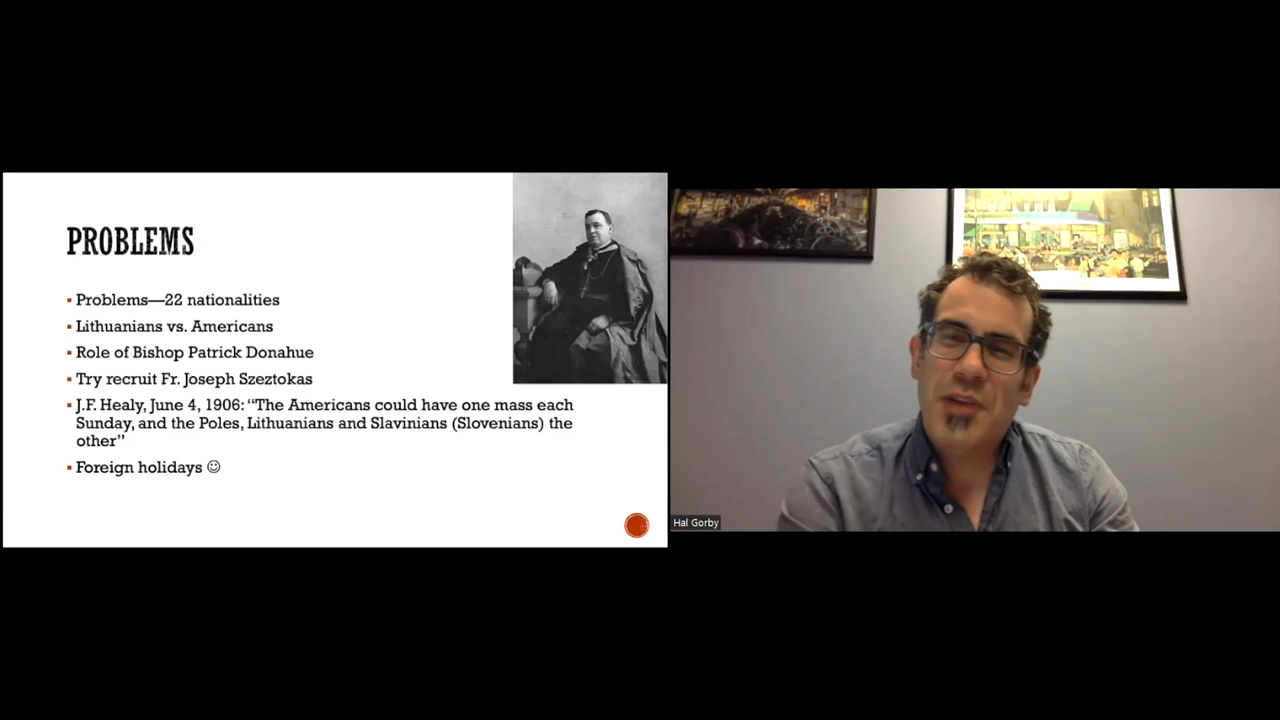 PROBLEMS
▪ Problems—22 nationalities
▪ Lithuanians vs. Americans
▪ Role of Bishop Patrick Donahue
▪ Try recruit Fr. Joseph Szeztokas
▪ J.F. Healy, June 4, 1906: “The Americans could have one mass each
Sunday, and the Poles, Lithuanians and Slavinians (Slovenians) the
other”
▪ Foreign holidays ☺
Hal Gorby